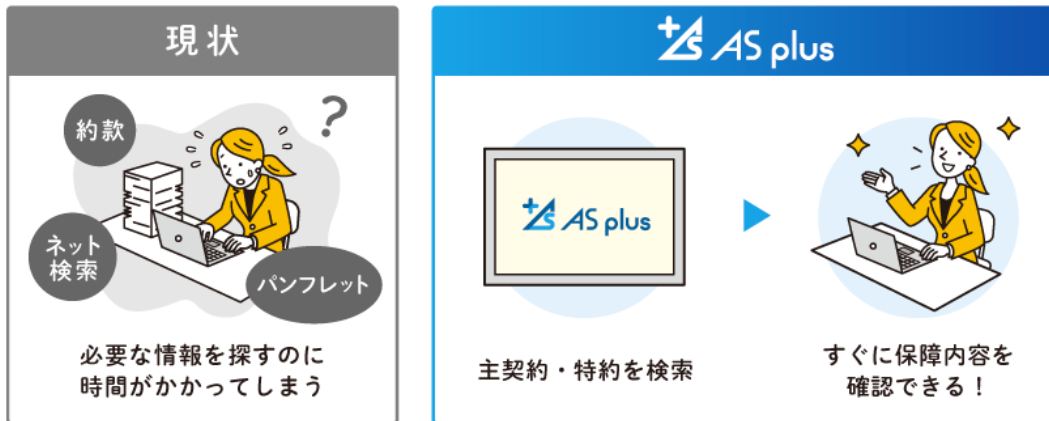 現状
約款
?
ネット
検索
パンフレット
必要な情報を探すのに
時間がかかってしまう
AS plus
AS plus
主契約・特約を検索
すぐに保障内容を
確認できる！